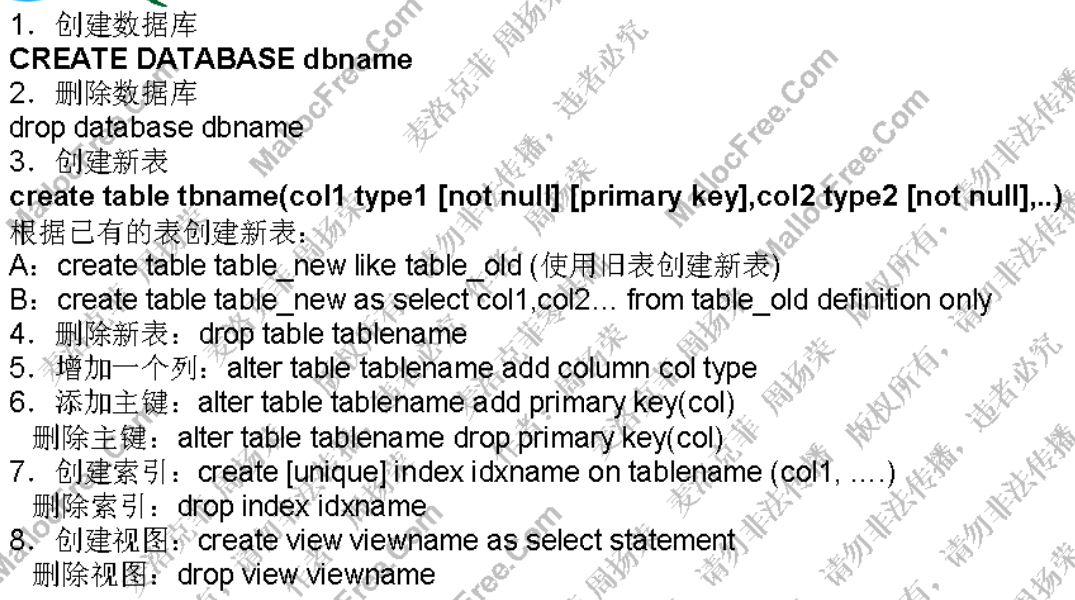 1．创建数据库
CREATE DATABASE dbname
2．删除数据库
drop database dbname
3．创建新表
create table tbname(col1 type1 [not null] [primary key],col2 type2 [not null],..)
根据已有的表创建新表：
A：create table table_new like table_old (使用旧表创建新表)
B：create table table_new as select col1,col2… from table_old definition only
4．删除新表：drop table tablename
5．增加一个列：alter table tablename add column col type
6．添加主键：alter table tablename add primary key(col)
删除主键：alter table tablename drop primary key(col)
7．创建索引：create [unique] index idxname on tablename (col1, ….)
删除索引：drop index idxname
8．创建视图：create view viewname as select statement
删除视图：drop view viewname
MallocFree.Com
麦洛克菲 周扬荣
版权所有，请勿非法传播，违者必究